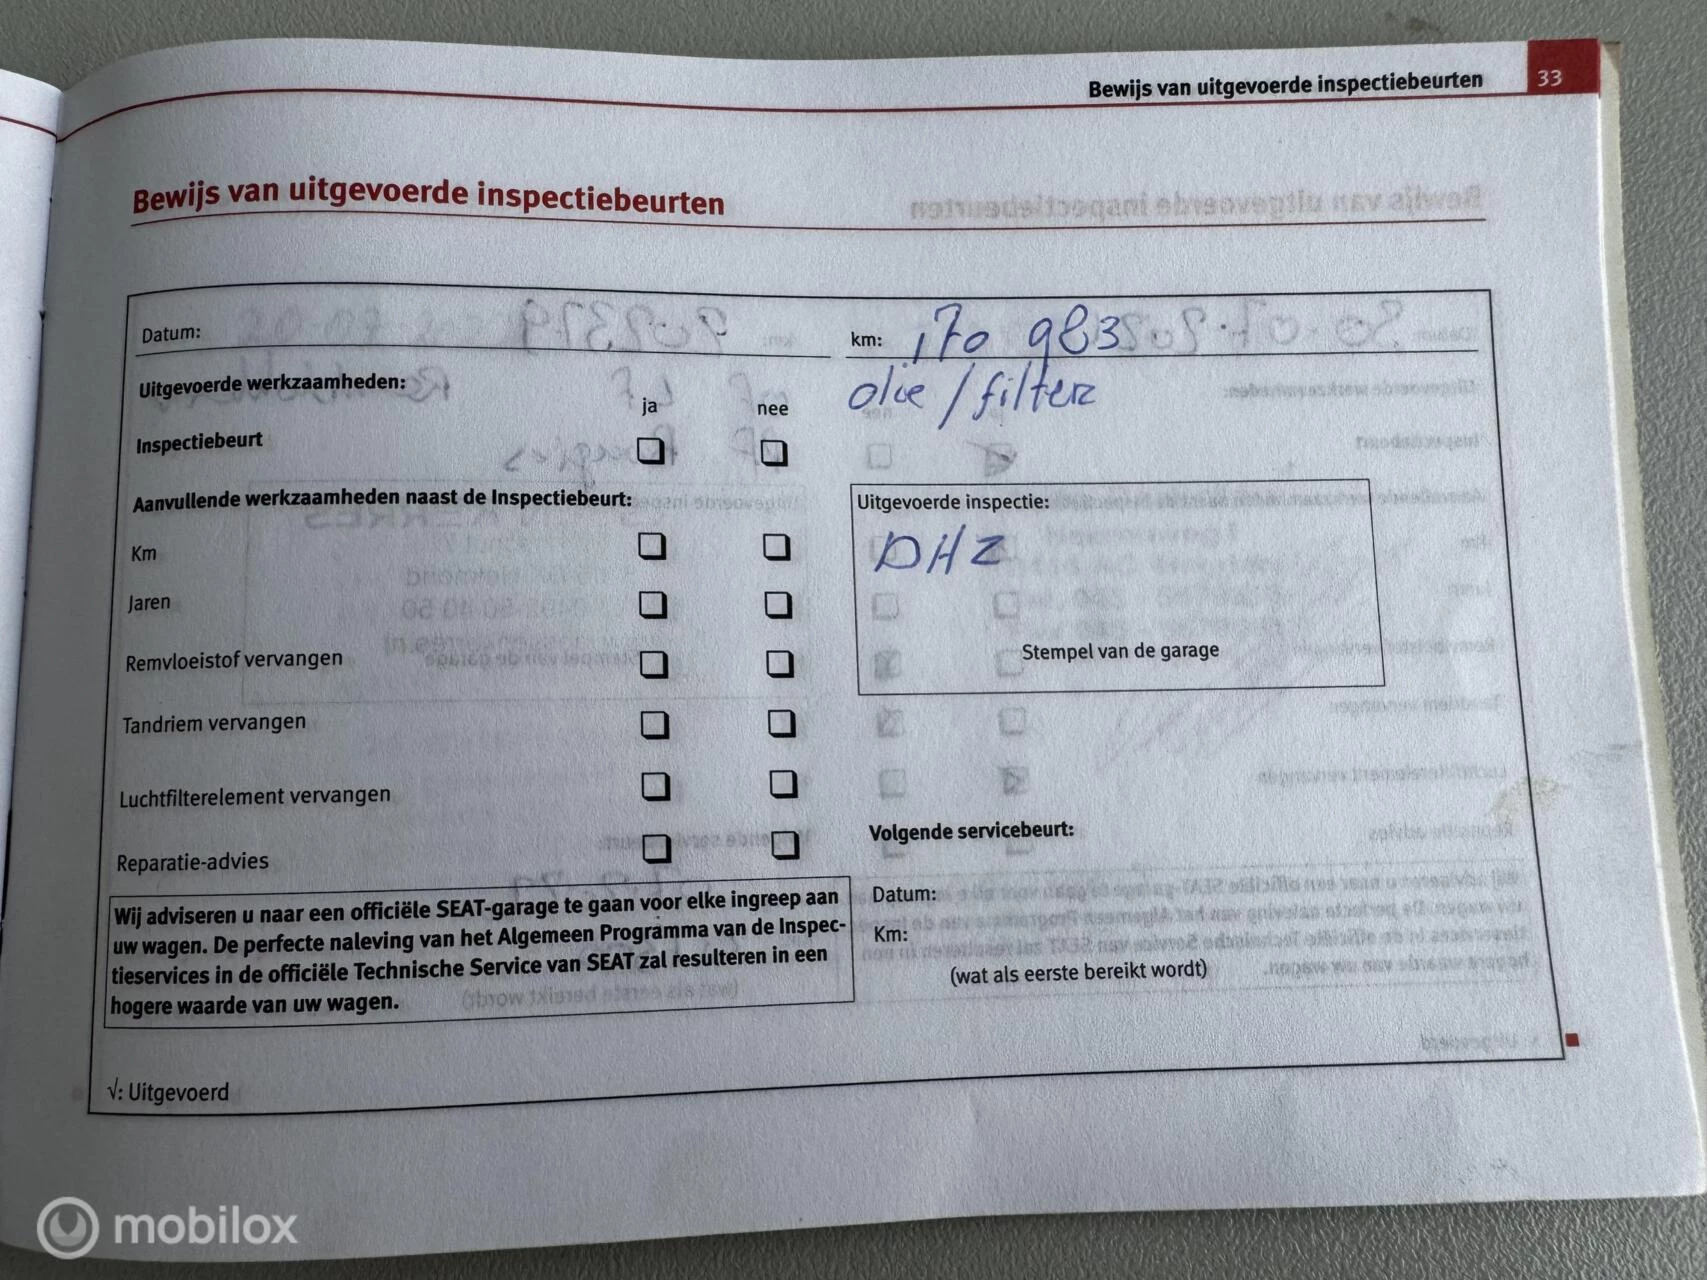 Bewijs van uitgevoerde inspectiebeurten 33
Bewijs van uitgevoerde inspectiebeurten
Datum:
km: 170 983
Uitgevoerde werkzaamheden:
olie / filter
ja nee
Inspectiebeurt
Aanvullende werkzaamheden naast de Inspectiebeurt:
Km
Jaren
Remvloeistof vervangen
Tandriem vervangen
Luchtfilterelement vervangen
Reparatie-advies
Uitgevoerde inspectie:
DHZ
Stempel van de garage
Volgende servicebeurt:
Datum:
Km:
(wat als eerste bereikt wordt)
Wij adviseren u naar een officiële SEAT-garage te gaan voor elke ingreep aan
uw wagen. De perfecte naleving van het Algemeen Programma van de Inspec-
tieservices in de officiële Technische Service van SEAT zal resulteren in een
hogere waarde van uw wagen.
√: Uitgevoerd
mobilox